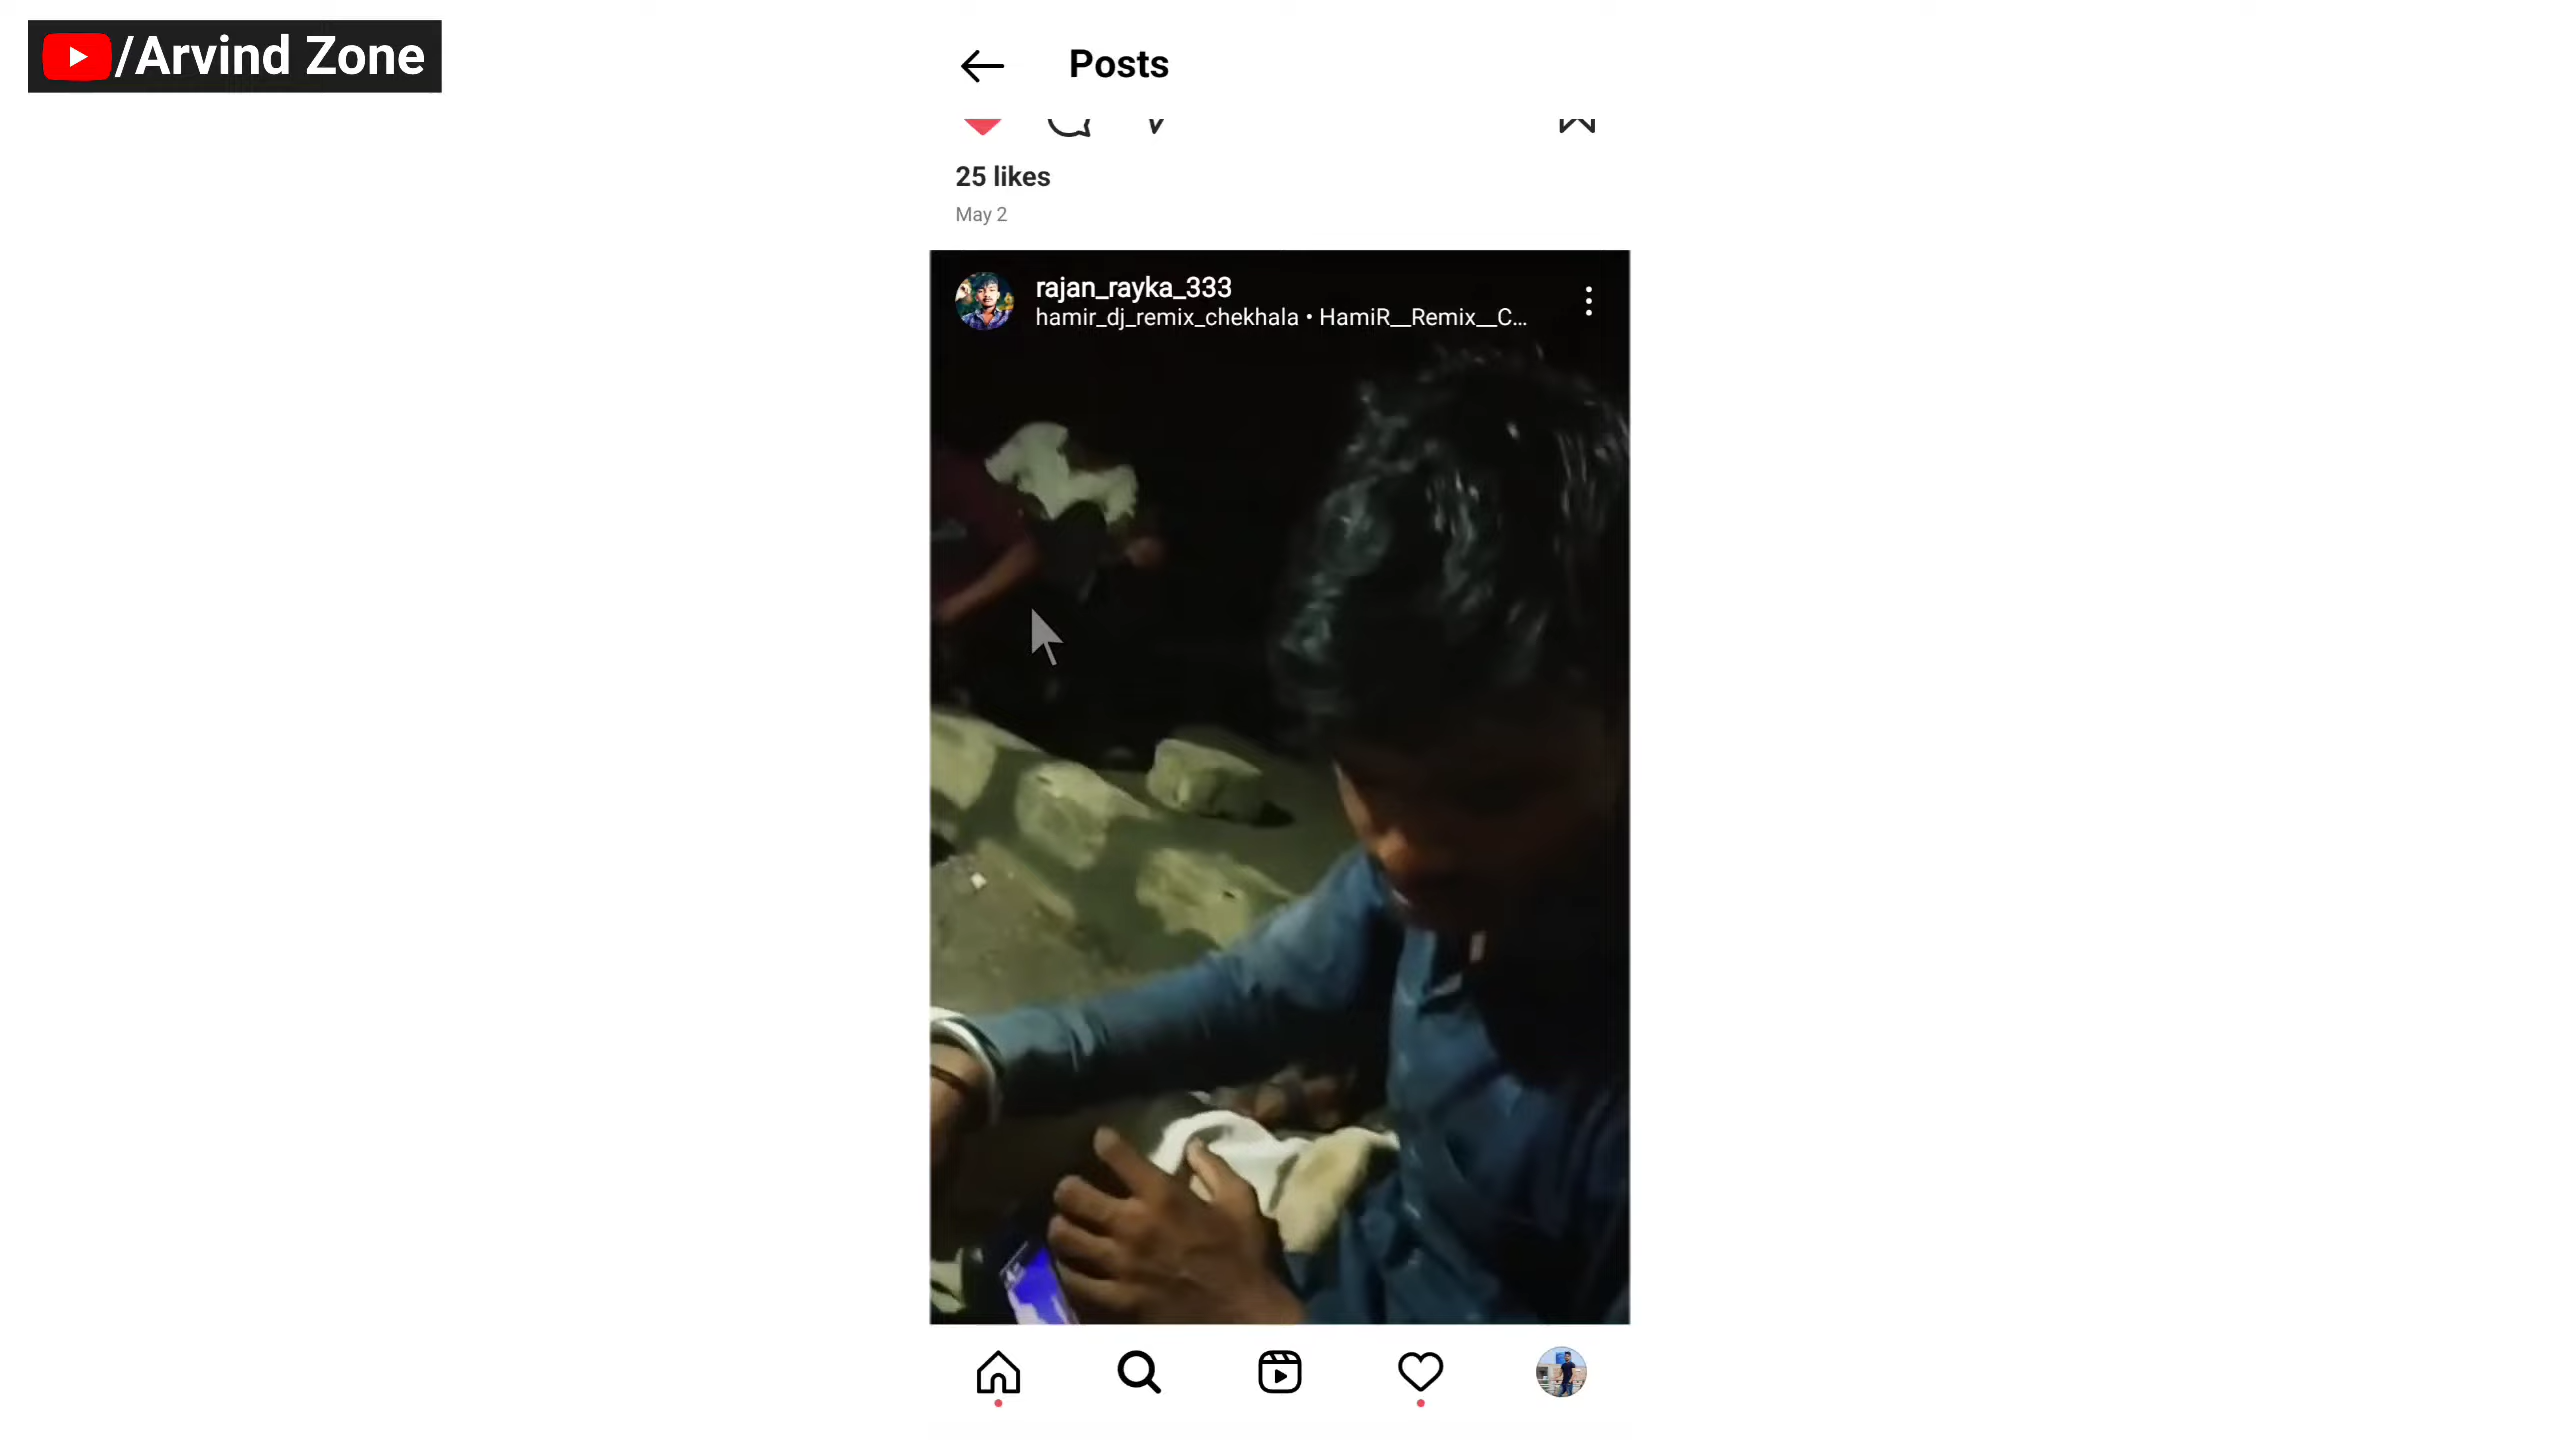 /Arvind Zone
Posts
25 likes
May 2
rajan_rayka_333
hamir_dj_remix_chekhala • HamiR__Remix__C...